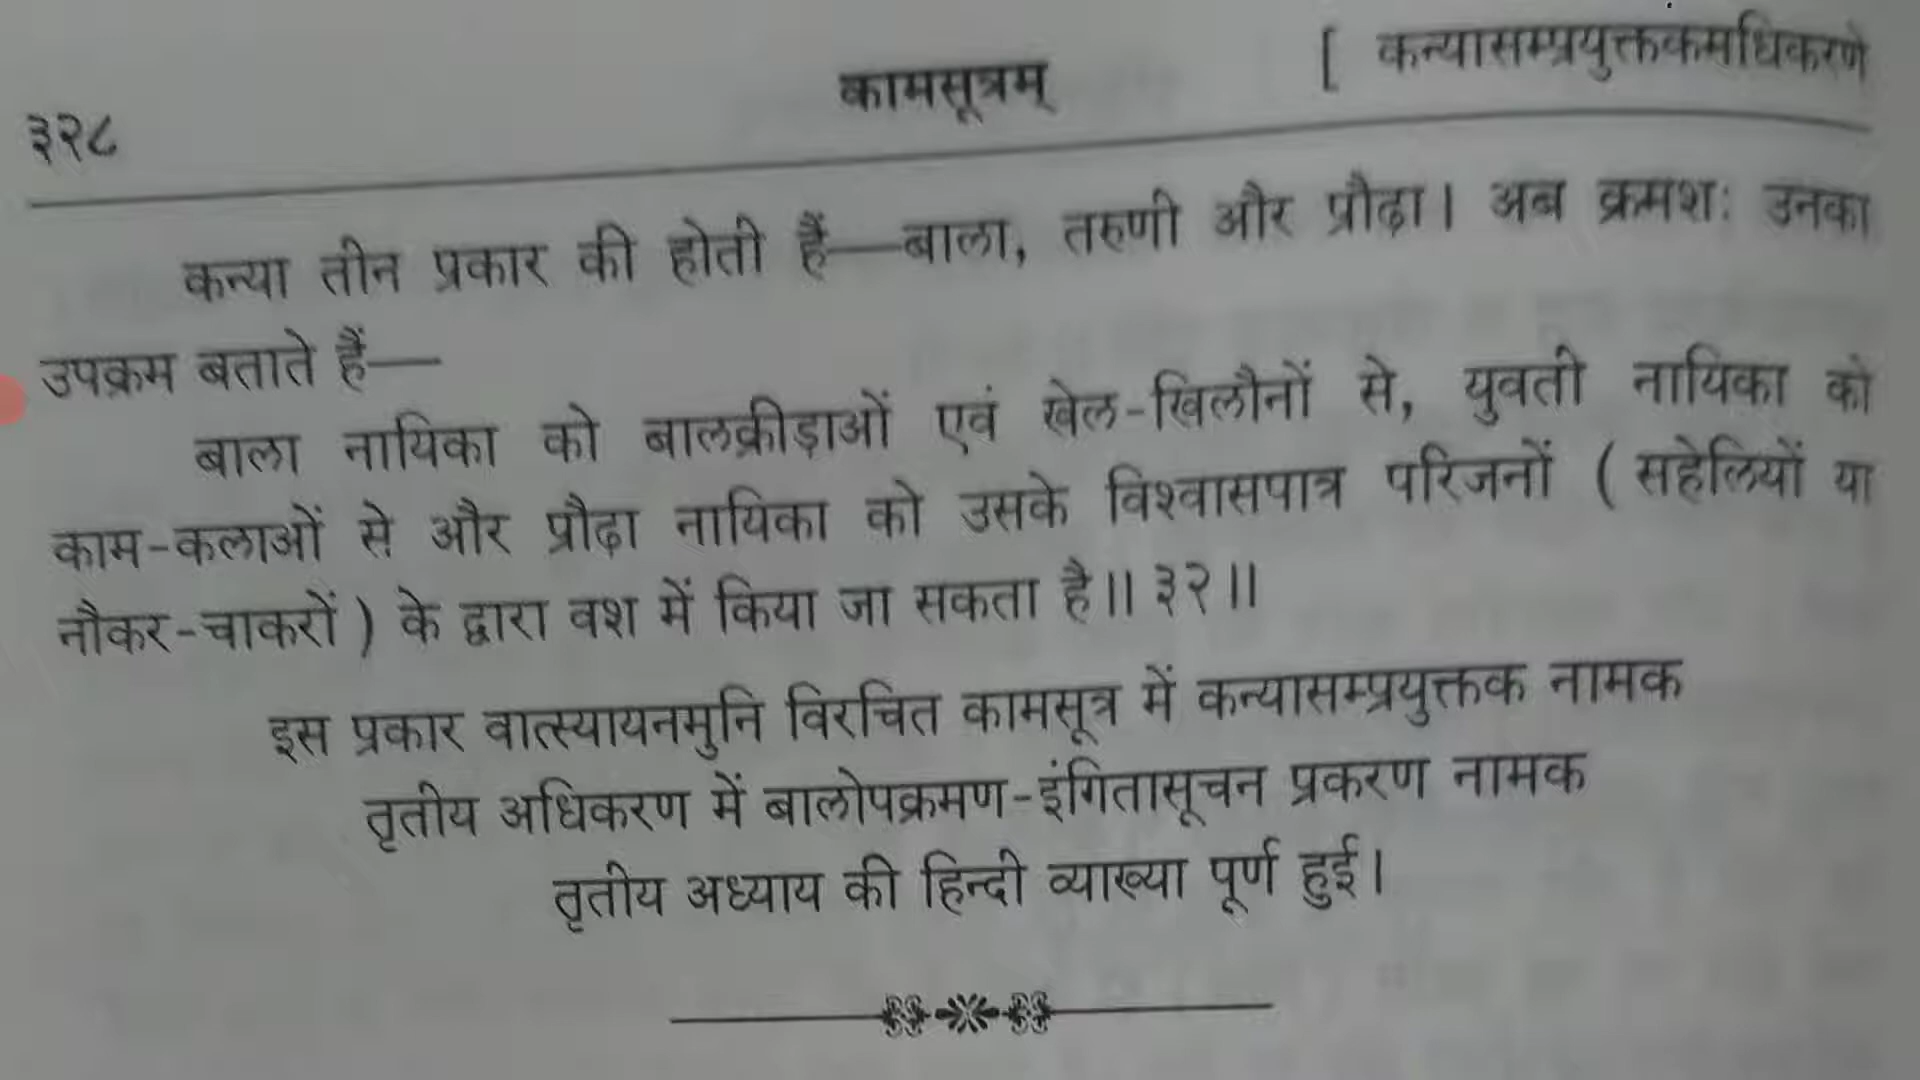 [ कन्यासम्प्रयुक्तकमधिकरणे
कामसूत्रम्
३२८
कन्या तीन प्रकार की होती हैं—बाला, तरुणी और प्रौढ़ा। अब क्रमशः उनका
उपक्रम बताते हैं—
बाला नायिका को बालक्रीड़ाओं एवं खेल-खिलौनों से, युवती नायिका को
काम-कलाओं से और प्रौढ़ा नायिका को उसके विश्वासपात्र परिजनों ( सहेलियों या
नौकर-चाकरों ) के द्वारा वश में किया जा सकता है॥ ३२॥
इस प्रकार वात्स्यायनमुनि विरचित कामसूत्र में कन्यासम्प्रयुक्तक नामक
तृतीय अधिकरण में बालोपक्रमण-इंगितासूचन प्रकरण नामक
तृतीय अध्याय की हिन्दी व्याख्या पूर्ण हुई।